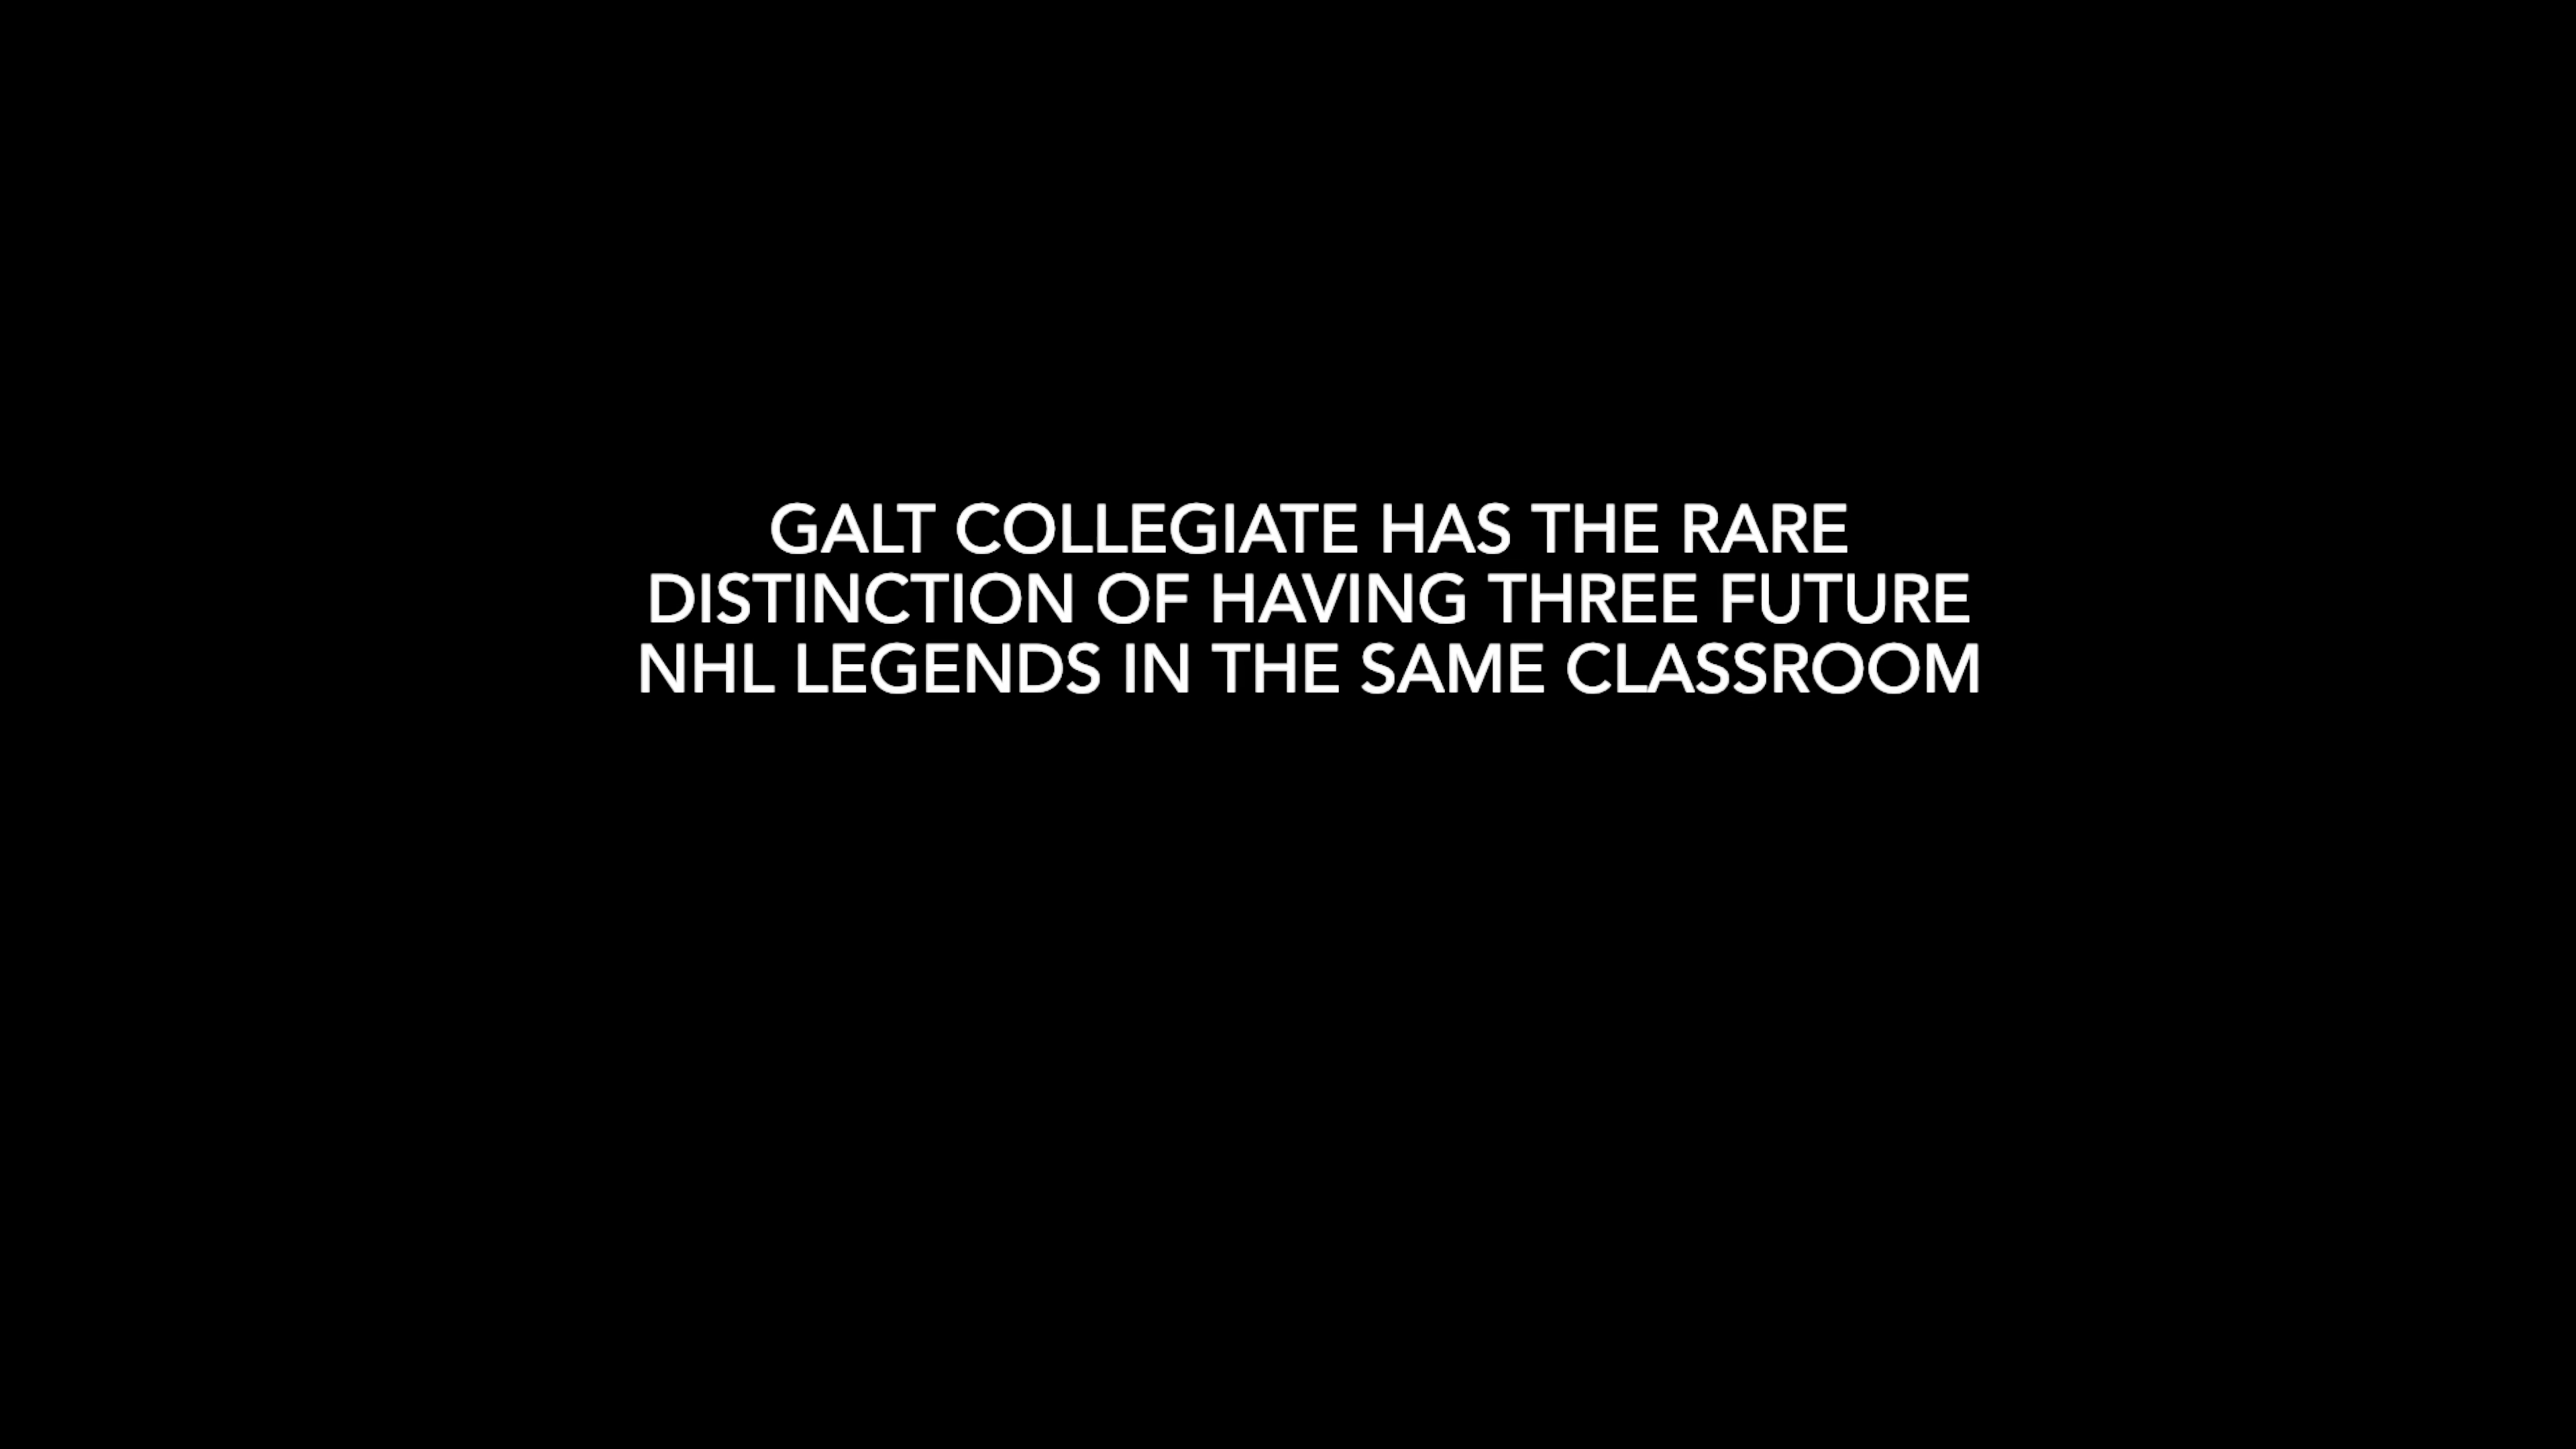 GALT COLLEGIATE HAS THE RARE
DISTINCTION OF HAVING THREE FUTURE
NHL LEGENDS IN THE SAME CLASSROOM